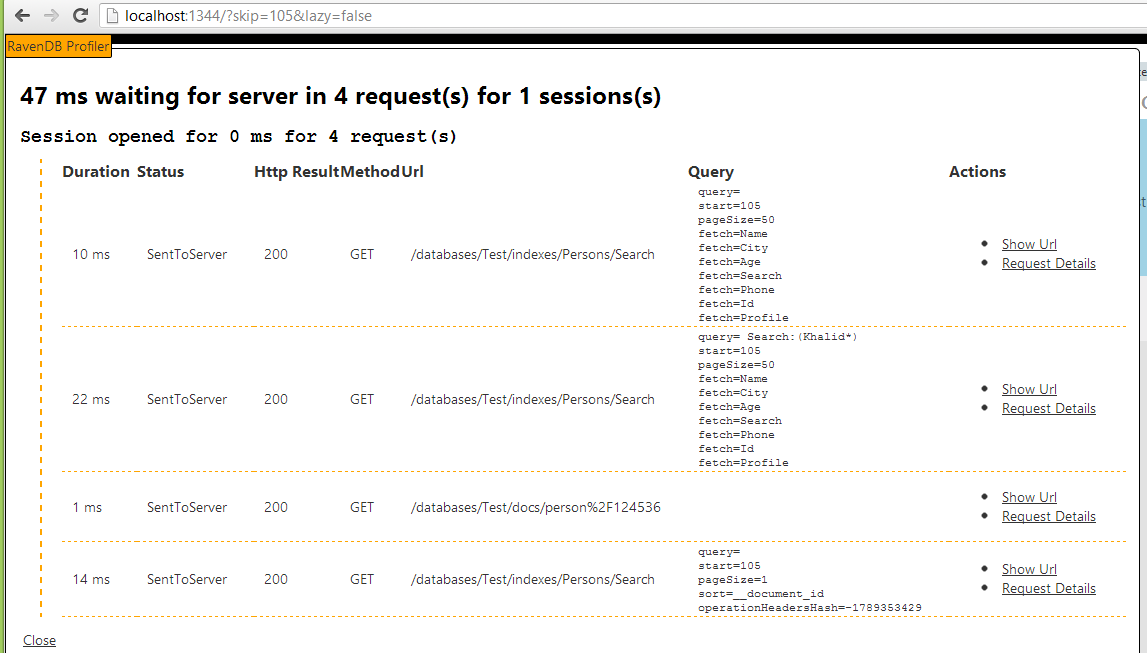 localhost:1344/?skip=105&lazy=false
RavenDB Profiler
47 ms waiting for server in 4 request(s) for 1 sessions(s)
Session opened for 0 ms for 4 request(s)
Duration Status Http Result Method Url Query Actions
query=
start=105
pageSize=50
fetch=Name
fetch=City
fetch=Age
fetch=Search
fetch=Phone
fetch=Id
fetch=Profile
10 ms SentToServer 200 GET /databases/Test/indexes/Persons/Search
Show Url
Request Details
query= Search:(Khalid*)
start=105
pageSize=50
fetch=Name
fetch=City
fetch=Age
fetch=Search
fetch=Phone
fetch=Id
fetch=Profile
22 ms SentToServer 200 GET /databases/Test/indexes/Persons/Search
Show Url
Request Details
1 ms SentToServer 200 GET /databases/Test/docs/person%2F124536
Show Url
Request Details
query=
start=105
pageSize=1
sort=__document_id
operationHeadersHash=-1789353429
14 ms SentToServer 200 GET /databases/Test/indexes/Persons/Search
Show Url
Request Details
Close